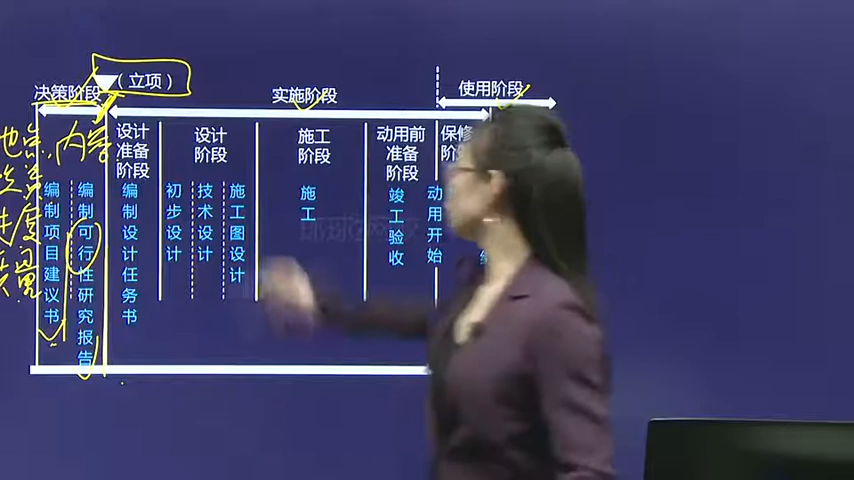 （立项）
决策阶段
实施阶段
使用阶段
设计准备阶段
设计阶段
施工阶段
动用前准备阶段
保修
编制项目建议书
编制可行性研究报告
编制设计任务书
初步设计
技术设计
施工图设计
施工
竣工验收
动用开始
内容
进度